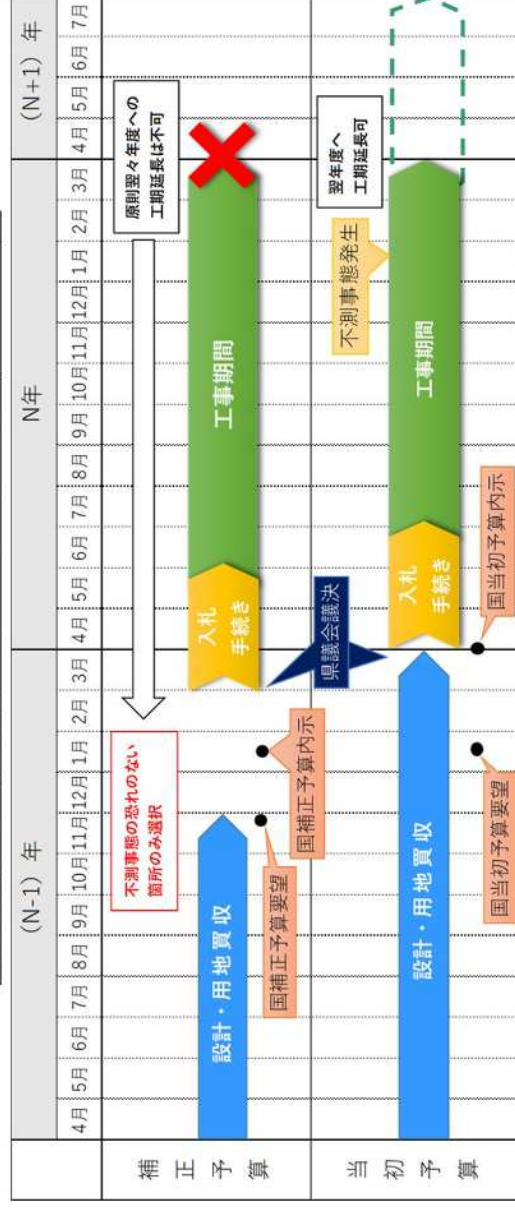 (N-1) 年
N年
(N+1) 年
4月 5月 6月 7月 8月 9月 10月 11月 12月 1月 2月 3月 4月 5月 6月 7月 8月 9月 10月 11月 12月 1月 2月 3月 4月 5月 6月 7月
補正予算
設計・用地買収
国補正予算要望
不測事態の恐れのない
箇所のみ選択
国補正予算内示
入札
手続き
工事期間
原則翌々年度への
工期延長は不可
県議会議決
当初予算
設計・用地買収
国当初予算要望
国当初予算内示
入札
手続き
工事期間
不測事態発生
翌年度へ
工期延長可